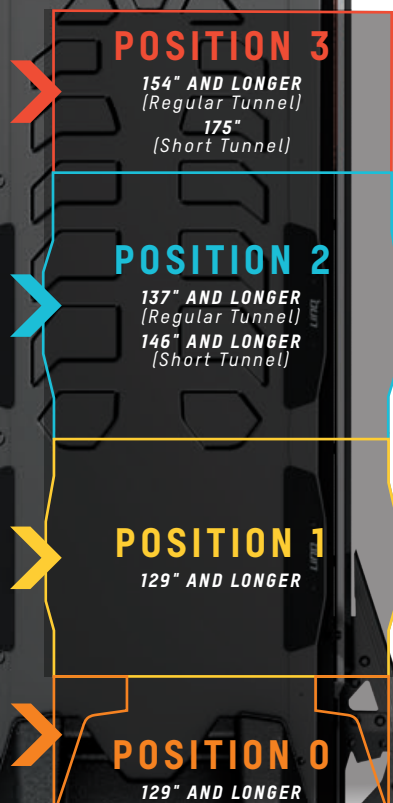 POSITION 3
154" AND LONGER
(Regular Tunnel)
175"
(Short Tunnel)
POSITION 2
137" AND LONGER
(Regular Tunnel)
146" AND LONGER
(Short Tunnel)
POSITION 1
129" AND LONGER
POSITION 0
129" AND LONGER